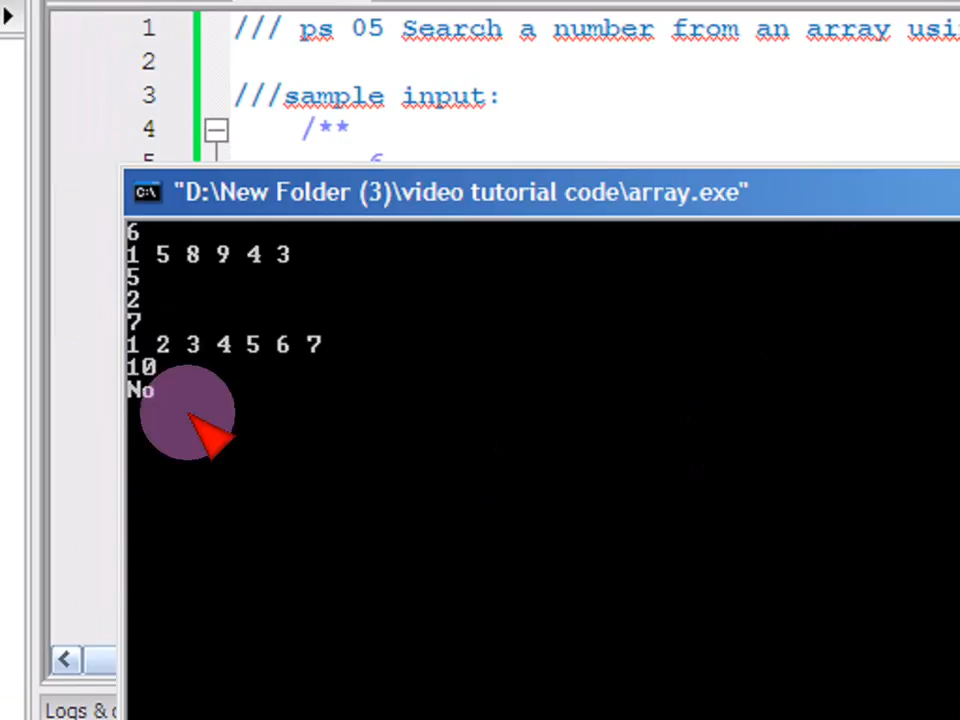 1 /// ps 05 Search a number from an array usi
2
3 ///sample input:
4 /**
5 6
"D:\New Folder (3)\video tutorial code\array.exe"
6
1 5 8 9 4 3
5
2
7
1 2 3 4 5 6 7
10
No
Logs &